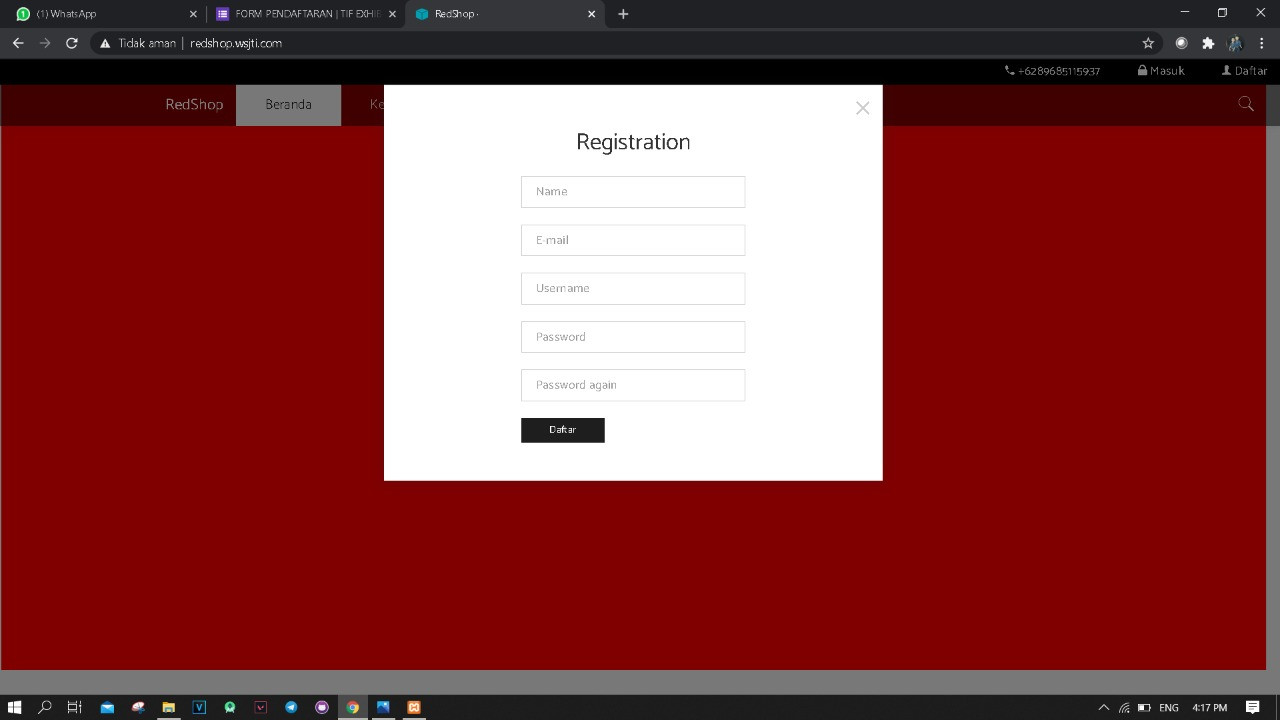 (1) WhatsApp
FORM PENDAFTARAN | TIF EXHIB
RedShop ·
Tidak aman | redshop.wsjti.com
+6289685115937 Masuk Daftar
RedShop Beranda Ke
Registration
Name
E-mail
Username
Password
Password again
Daftar
ENG 4:17 PM